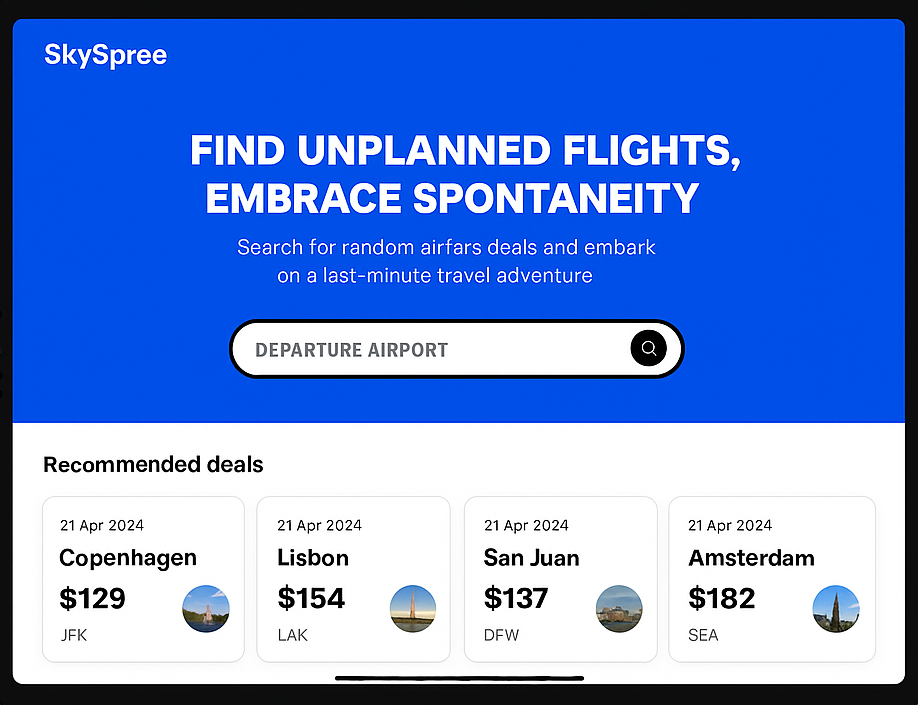 SkySpree
FIND UNPLANNED FLIGHTS,
EMBRACE SPONTANEITY
Search for random airfars deals and embark
on a last-minute travel adventure
DEPARTURE AIRPORT
Recommended deals
21 Apr 2024
Copenhagen
$129
JFK
21 Apr 2024
Lisbon
$154
LAK
21 Apr 2024
San Juan
$137
DFW
21 Apr 2024
Amsterdam
$182
SEA